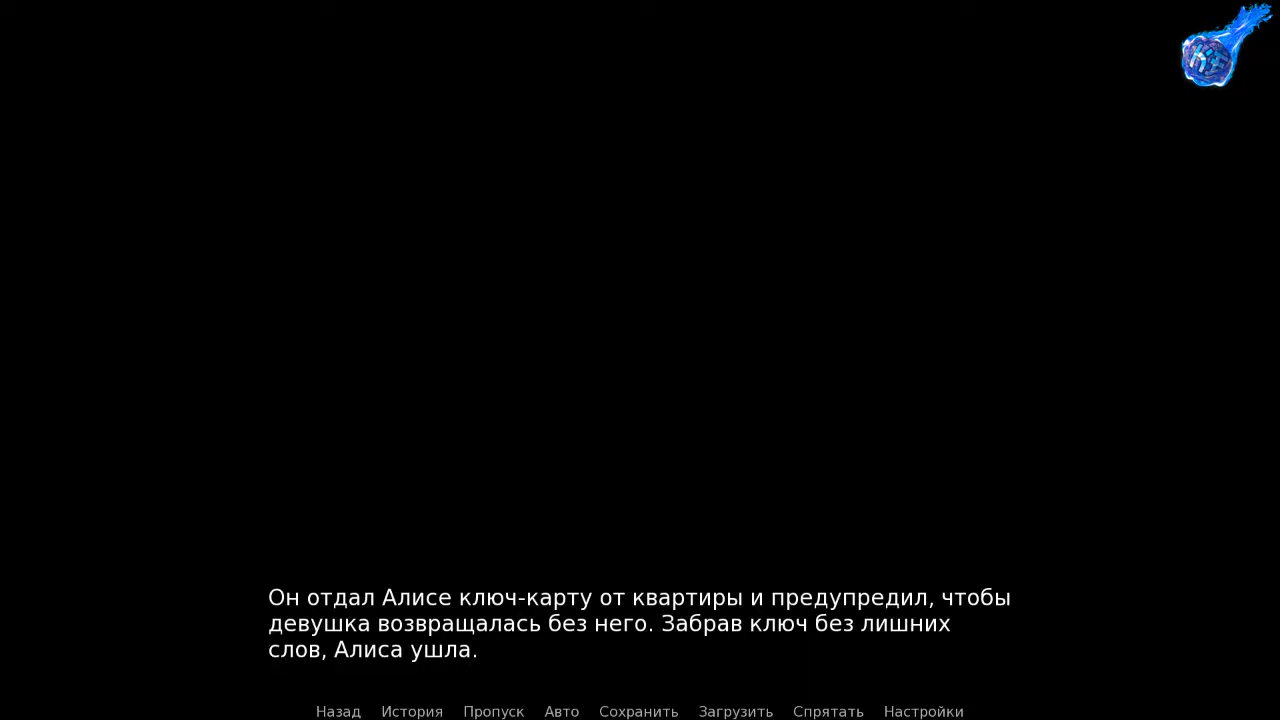 Он отдал Алисе ключ-карту от квартиры и предупредил, чтобы
девушка возвращалась без него. Забрав ключ без лишних
слов, Алиса ушла.
Назад История Пропуск Авто Сохранить Загрузить Спрятать Настройки